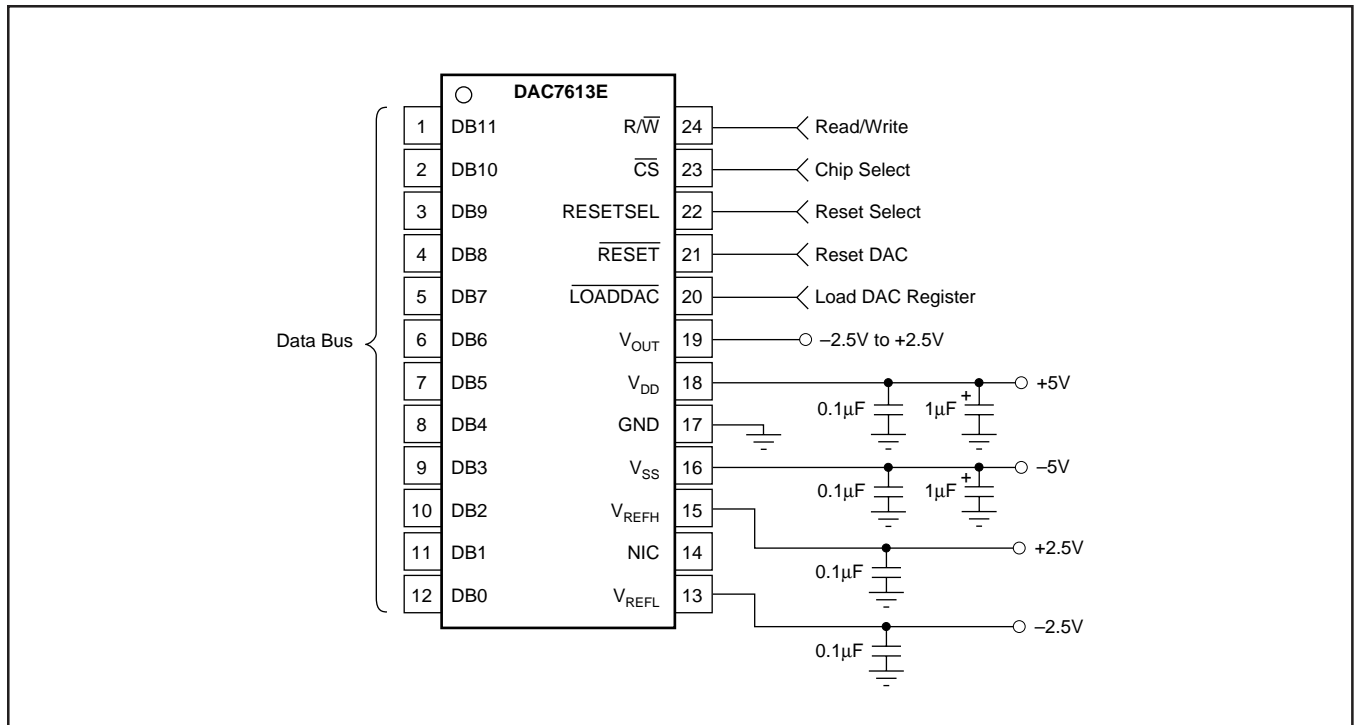 DAC7613E
1 DB11 R/W̅ 24 Read/Write
2 DB10 C̅S̅ 23 Chip Select
3 DB9 RESETSEL 22 Reset Select
4 DB8 R̅E̅S̅E̅T̅ 21 Reset DAC
5 DB7 L̅O̅A̅D̅D̅A̅C̅ 20 Load DAC Register
Data Bus
6 DB6 VOUT 19 –2.5V to +2.5V
7 DB5 VDD 18 +5V
0.1µF 1µF +
8 DB4 GND 17
9 DB3 VSS 16 –5V
0.1µF 1µF +
10 DB2 VREFH 15
11 DB1 NIC 14 +2.5V
0.1µF
12 DB0 VREFL 13
–2.5V
0.1µF